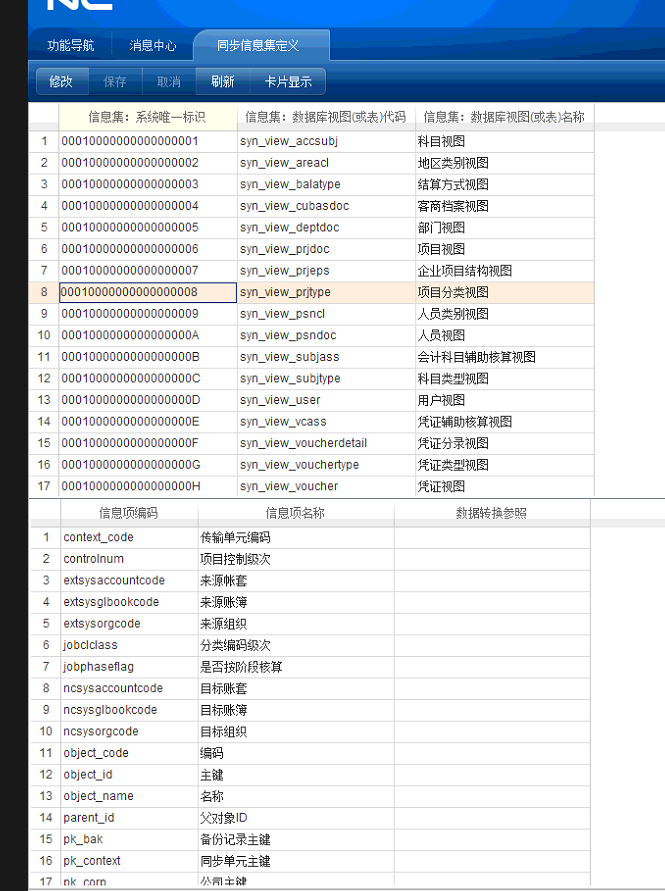 NC
功能导航 消息中心 同步信息集定义
修改 保存 取消 刷新 卡片显示
信息集：系统唯一标识 信息集：数据库视图(或表)代码 信息集：数据库视图(或表)名称
1 00010000000000000001 syn_view_accsubj 科目视图
2 00010000000000000002 syn_view_areacl 地区类别视图
3 00010000000000000003 syn_view_balatype 结算方式视图
4 00010000000000000004 syn_view_cubasdoc 客商档案视图
5 00010000000000000005 syn_view_deptdoc 部门视图
6 00010000000000000006 syn_view_prjdoc 项目视图
7 00010000000000000007 syn_view_prjeps 企业项目结构视图
8 00010000000000000008 syn_view_prjtype 项目分类视图
9 00010000000000000009 syn_view_psncl 人员类别视图
10 0001000000000000000A syn_view_psndoc 人员视图
11 0001000000000000000B syn_view_subjass 会计科目辅助核算视图
12 0001000000000000000C syn_view_subjtype 科目类型视图
13 0001000000000000000D syn_view_user 用户视图
14 0001000000000000000E syn_view_vcass 凭证辅助核算视图
15 0001000000000000000F syn_view_voucherdetail 凭证分录视图
16 0001000000000000000G syn_view_vouchertype 凭证类型视图
17 0001000000000000000H syn_view_voucher 凭证视图
信息项编码 信息项名称 数据转换参照
1 context_code 传输单元编码
2 controlnum 项目控制级次
3 extsysaccountcode 来源帐套
4 extsysglbookcode 来源账簿
5 extsysorgcode 来源组织
6 jobclclass 分类编码级次
7 jobphaseflag 是否按阶段核算
8 ncsysaccountcode 目标账套
9 ncsysglbookcode 目标账簿
10 ncsysorgcode 目标组织
11 object_code 编码
12 object_id 主键
13 object_name 名称
14 parent_id 父对象ID
15 pk_bak 备份记录主键
16 pk_context 同步单元主键
17 pk_corp 公司主键